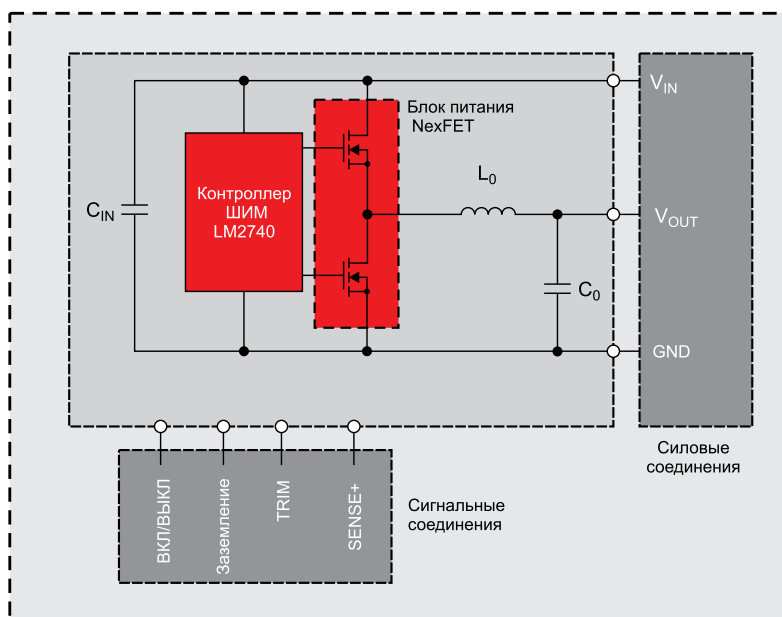 V_IN
Блок питания
NexFET
L_0
Контроллер
ШИМ
LM2740
C_IN
V_OUT
C_0
GND
Силовые
соединения
ВКЛ/ВЫКЛ
Заземление
TRIM
SENSE+
Сигнальные
соединения